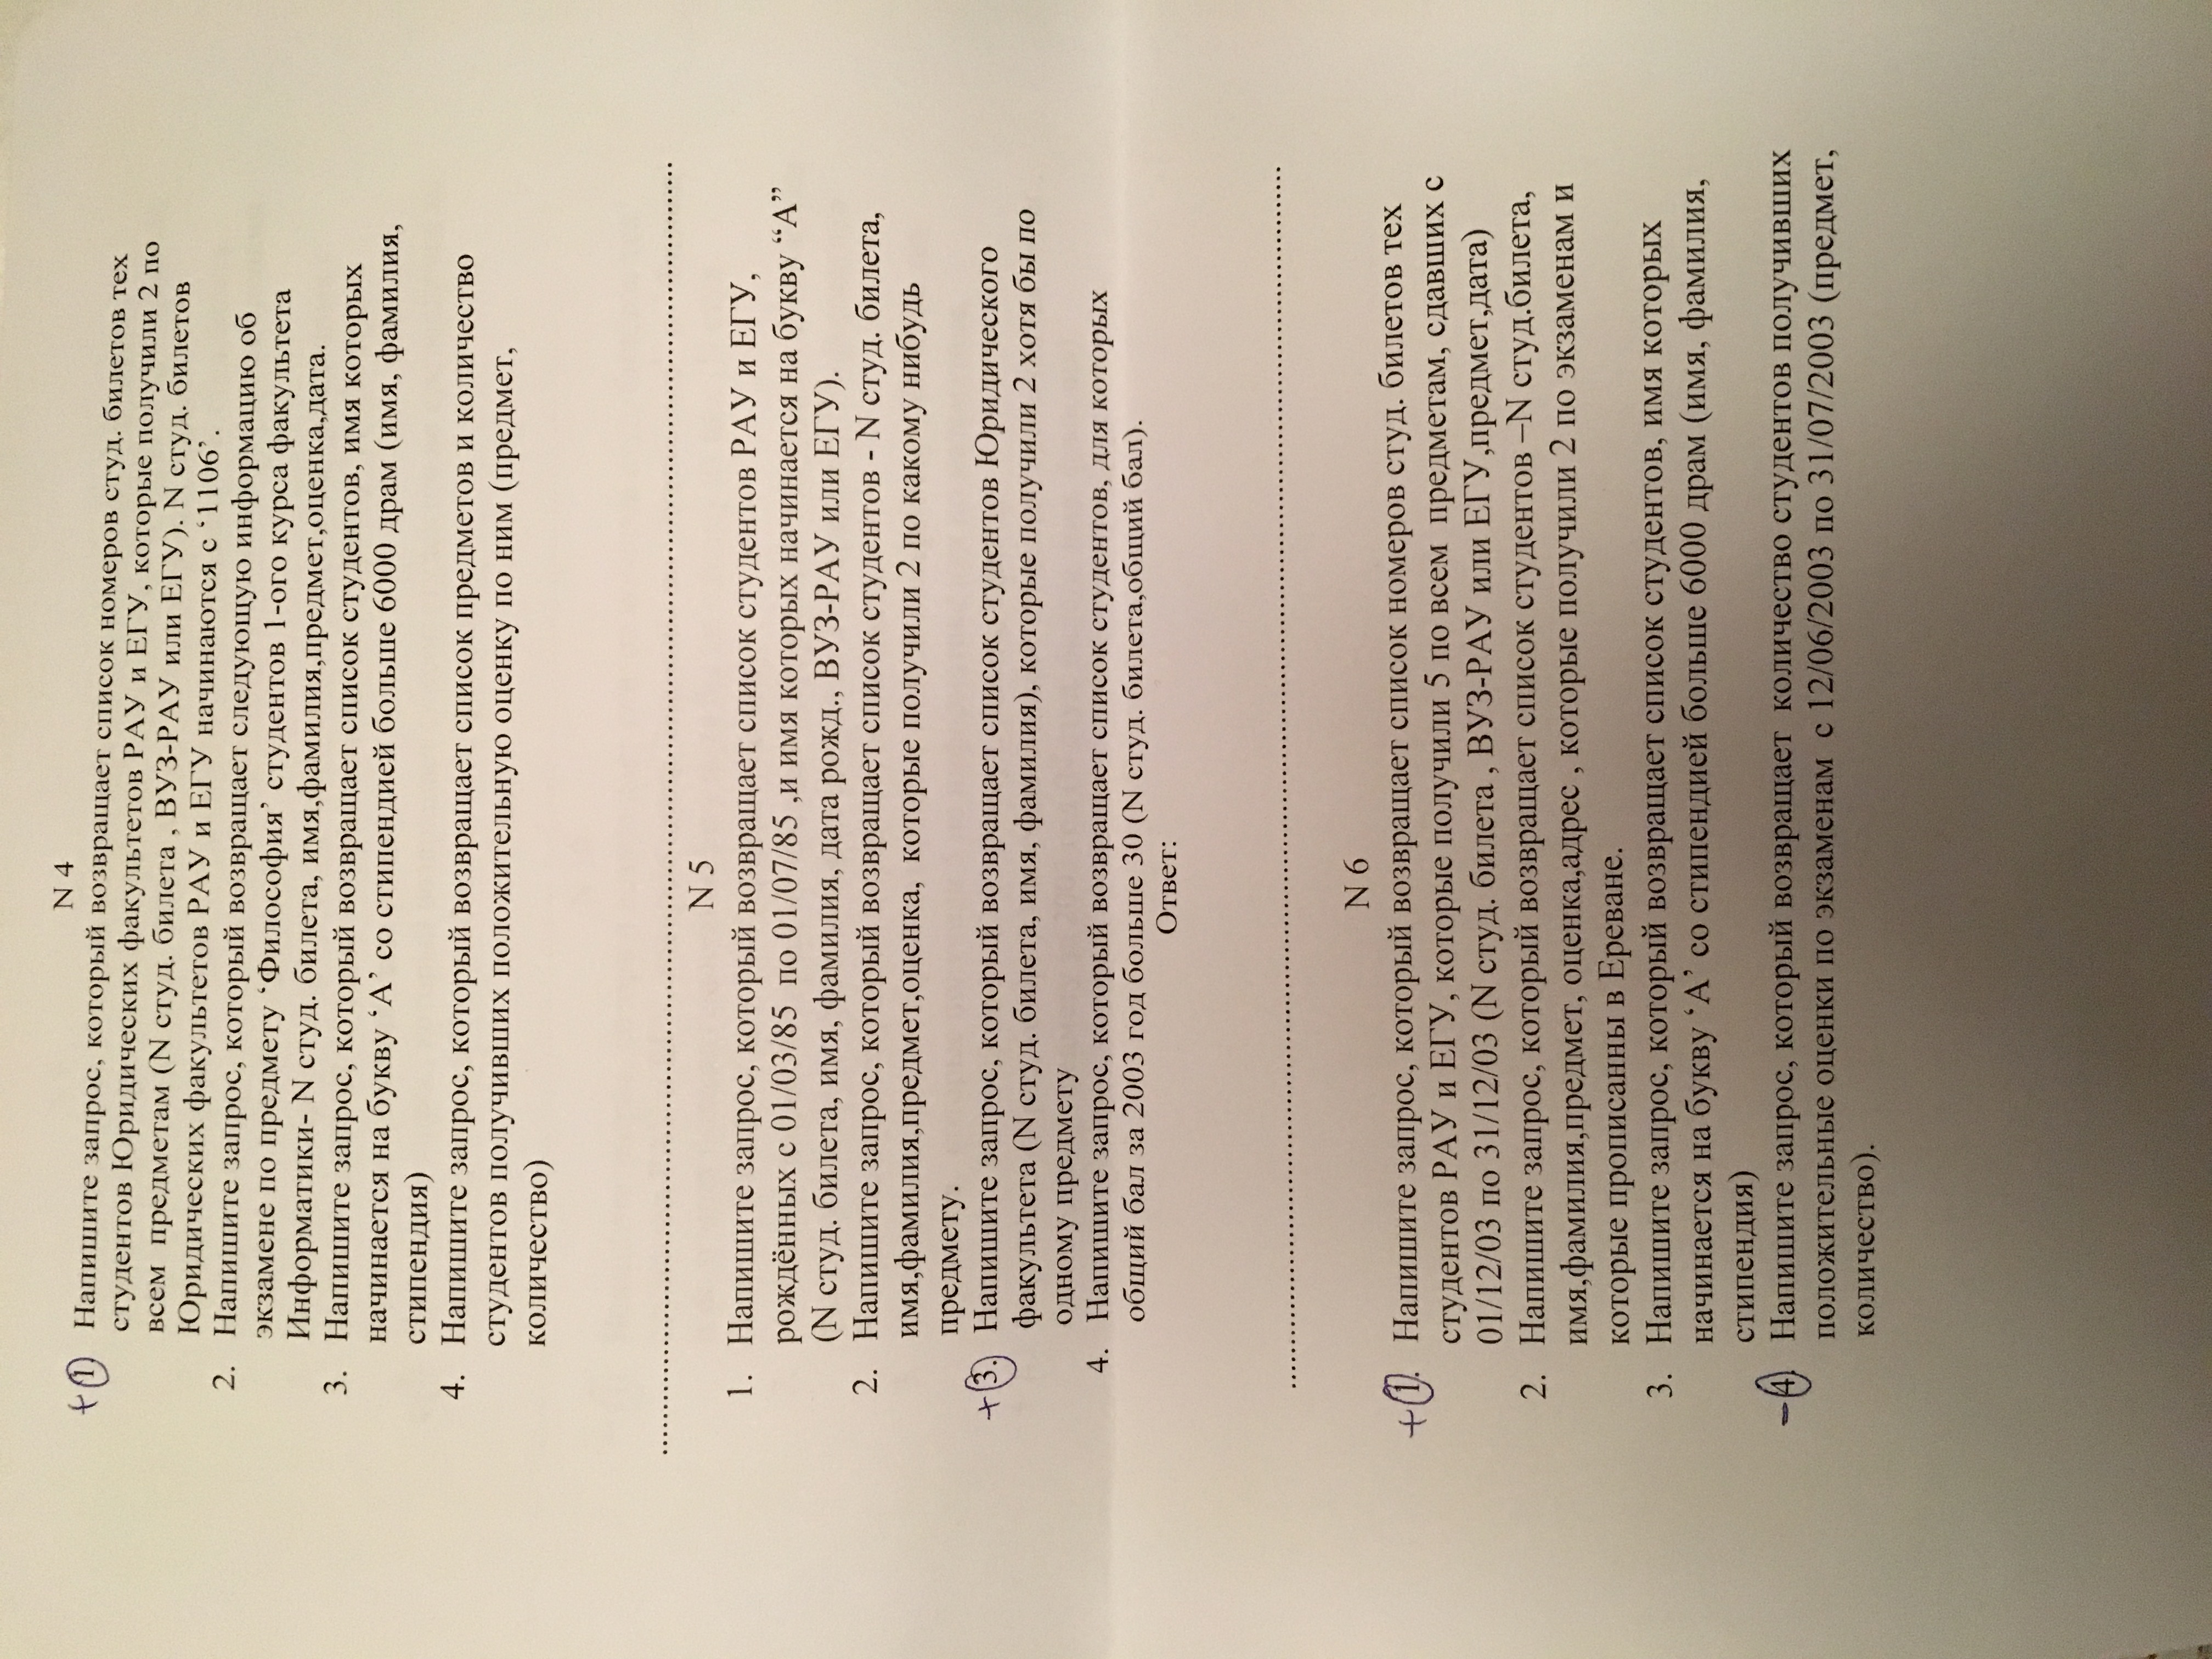 N 4
+ 1 Напишите запрос, который возвращает список номеров студ. билетов тех
студентов Юридических факультетов РАУ и ЕГУ, которые получили 2 по
всем предметам (N студ. билета , ВУЗ-РАУ или ЕГУ). N студ. билетов
Юридических факультетов РАУ и ЕГУ начинаются с ‘1106’.
2. Напишите запрос, который возвращает следующую информацию об
экзамене по предмету ‘Философия’ студентов 1-ого курса факультета
Информатики- N студ. билета, имя,фамилия,предмет,оценка,дата.
3. Напишите запрос, который возвращает список студентов, имя которых
начинается на букву ‘А’ со стипендией больше 6000 драм (имя, фамилия,
стипендия)
4. Напишите запрос, который возвращает список предметов и количество
студентов получивших положительную оценку по ним (предмет,
количество)
N 5
1. Напишите запрос, который возвращает список студентов РАУ и ЕГУ,
рождённых с 01/03/85 по 01/07/85 ,и имя которых начинается на букву “А”
(N студ. билета, имя, фамилия, дата рожд., ВУЗ-РАУ или ЕГУ).
2. Напишите запрос, который возвращает список студентов - N студ. билета,
имя,фамилия,предмет,оценка, которые получили 2 по какому нибудь
предмету.
+ 3. Напишите запрос, который возвращает список студентов Юридического
факультета (N студ. билета, имя, фамилия), которые получили 2 хотя бы по
одному предмету
4. Напишите запрос, который возвращает список студентов, для которых
общий бал за 2003 год больше 30 (N студ. билета,общий бал).
Ответ:
N 6
+ 1. Напишите запрос, который возвращает список номеров студ. билетов тех
студентов РАУ и ЕГУ, которые получили 5 по всем предметам, сдавших с
01/12/03 по 31/12/03 (N студ. билета , ВУЗ-РАУ или ЕГУ,предмет,дата)
2. Напишите запрос, который возвращает список студентов –N студ.билета,
имя,фамилия,предмет, оценка,адрес , которые получили 2 по экзаменам и
которые прописанны в Ереване.
3. Напишите запрос, который возвращает список студентов, имя которых
начинается на букву ‘А’ со стипендией больше 6000 драм (имя, фамилия,
стипендия)
- 4. Напишите запрос, который возвращает количество студентов получивших
положительные оценки по экзаменам с 12/06/2003 по 31/07/2003 (предмет,
количество).